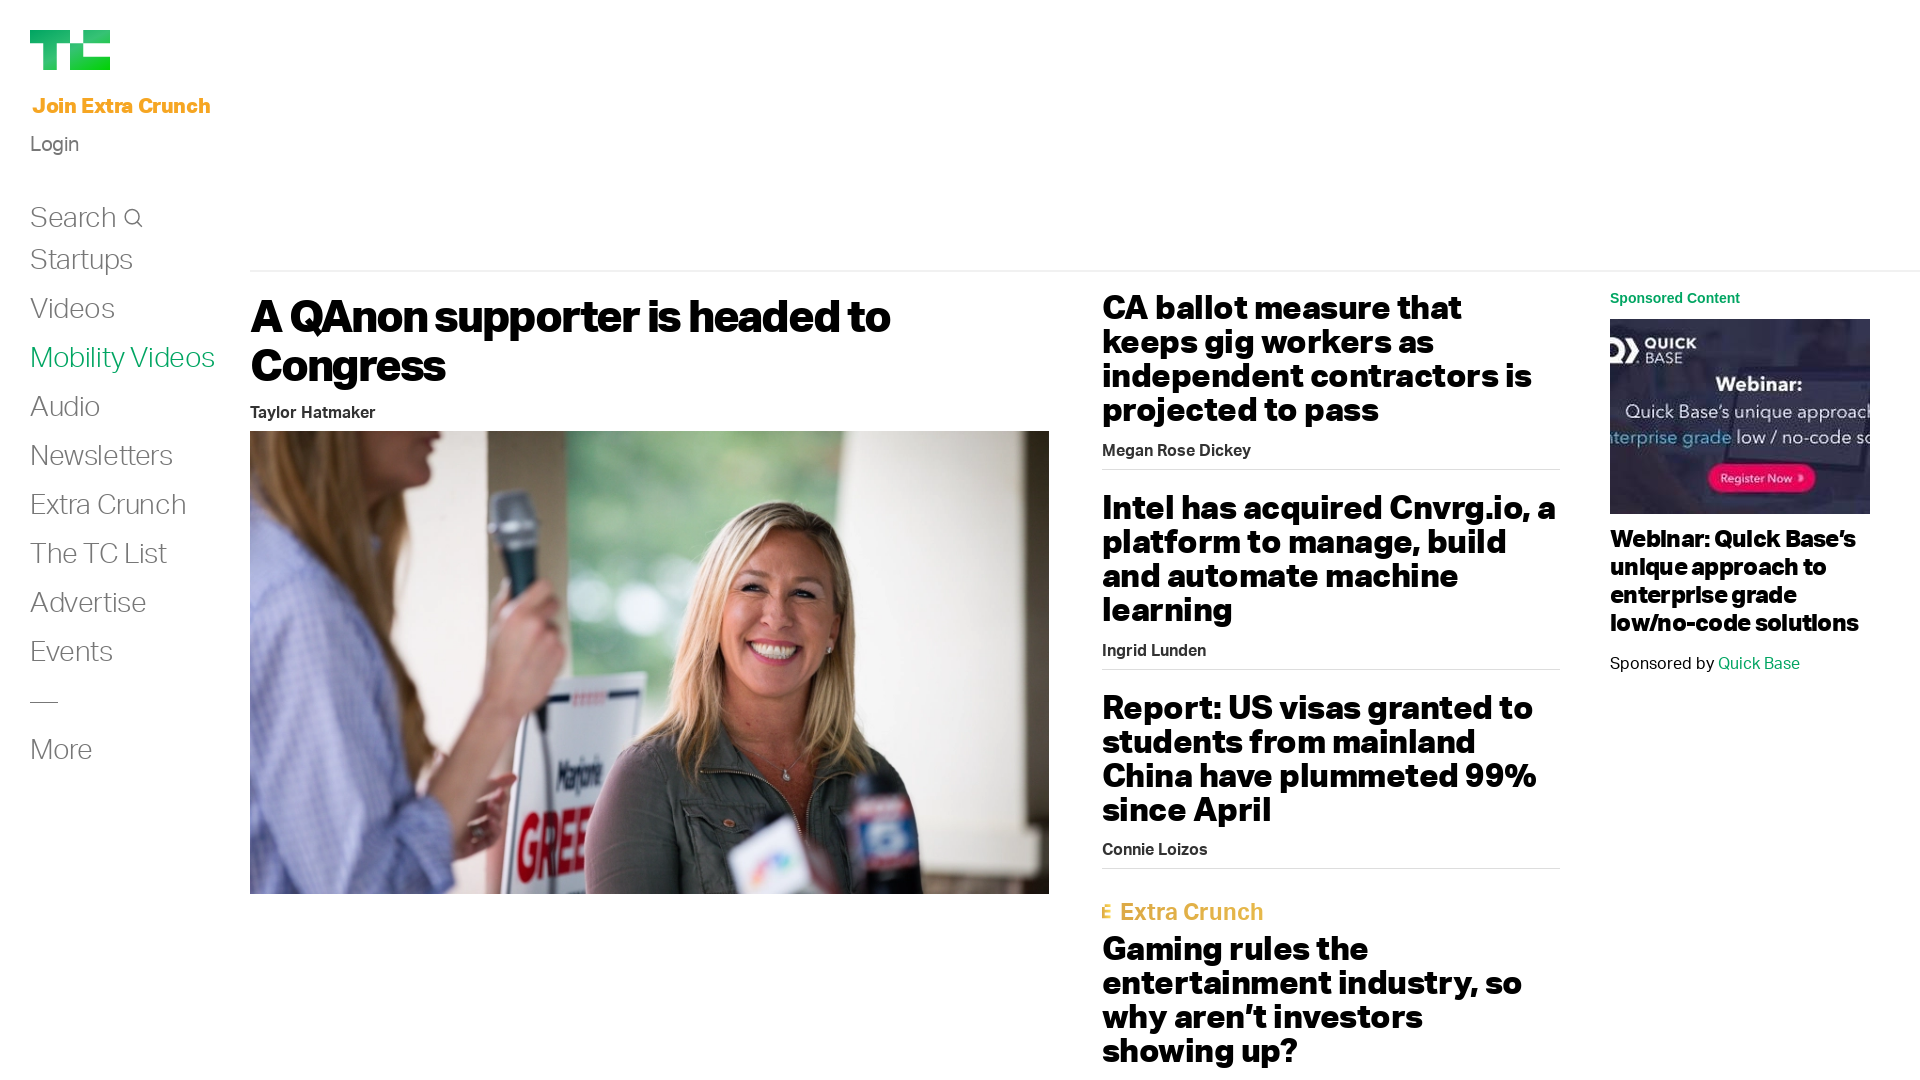 TC
Join Extra Crunch
Login
Search
Startups
Videos
Mobility Videos
Audio
Newsletters
Extra Crunch
The TC List
Advertise
Events
More
A QAnon supporter is headed to
Congress
Taylor Hatmaker
Marjorie
GREE
5
CA ballot measure that
keeps gig workers as
independent contractors is
projected to pass
Megan Rose Dickey
Intel has acquired Cnvrg.io, a
platform to manage, build
and automate machine
learning
Ingrid Lunden
Report: US visas granted to
students from mainland
China have plummeted 99%
since April
Connie Loizos
Extra Crunch
Gaming rules the
entertainment industry, so
why aren’t investors
showing up?
Sponsored Content
QUICK
BASE
Webinar:
Quick Base's unique approach
nterprise grade low / no-code so
Register Now
Webinar: Quick Base’s
unique approach to
enterprise grade
low/no-code solutions
Sponsored by Quick Base